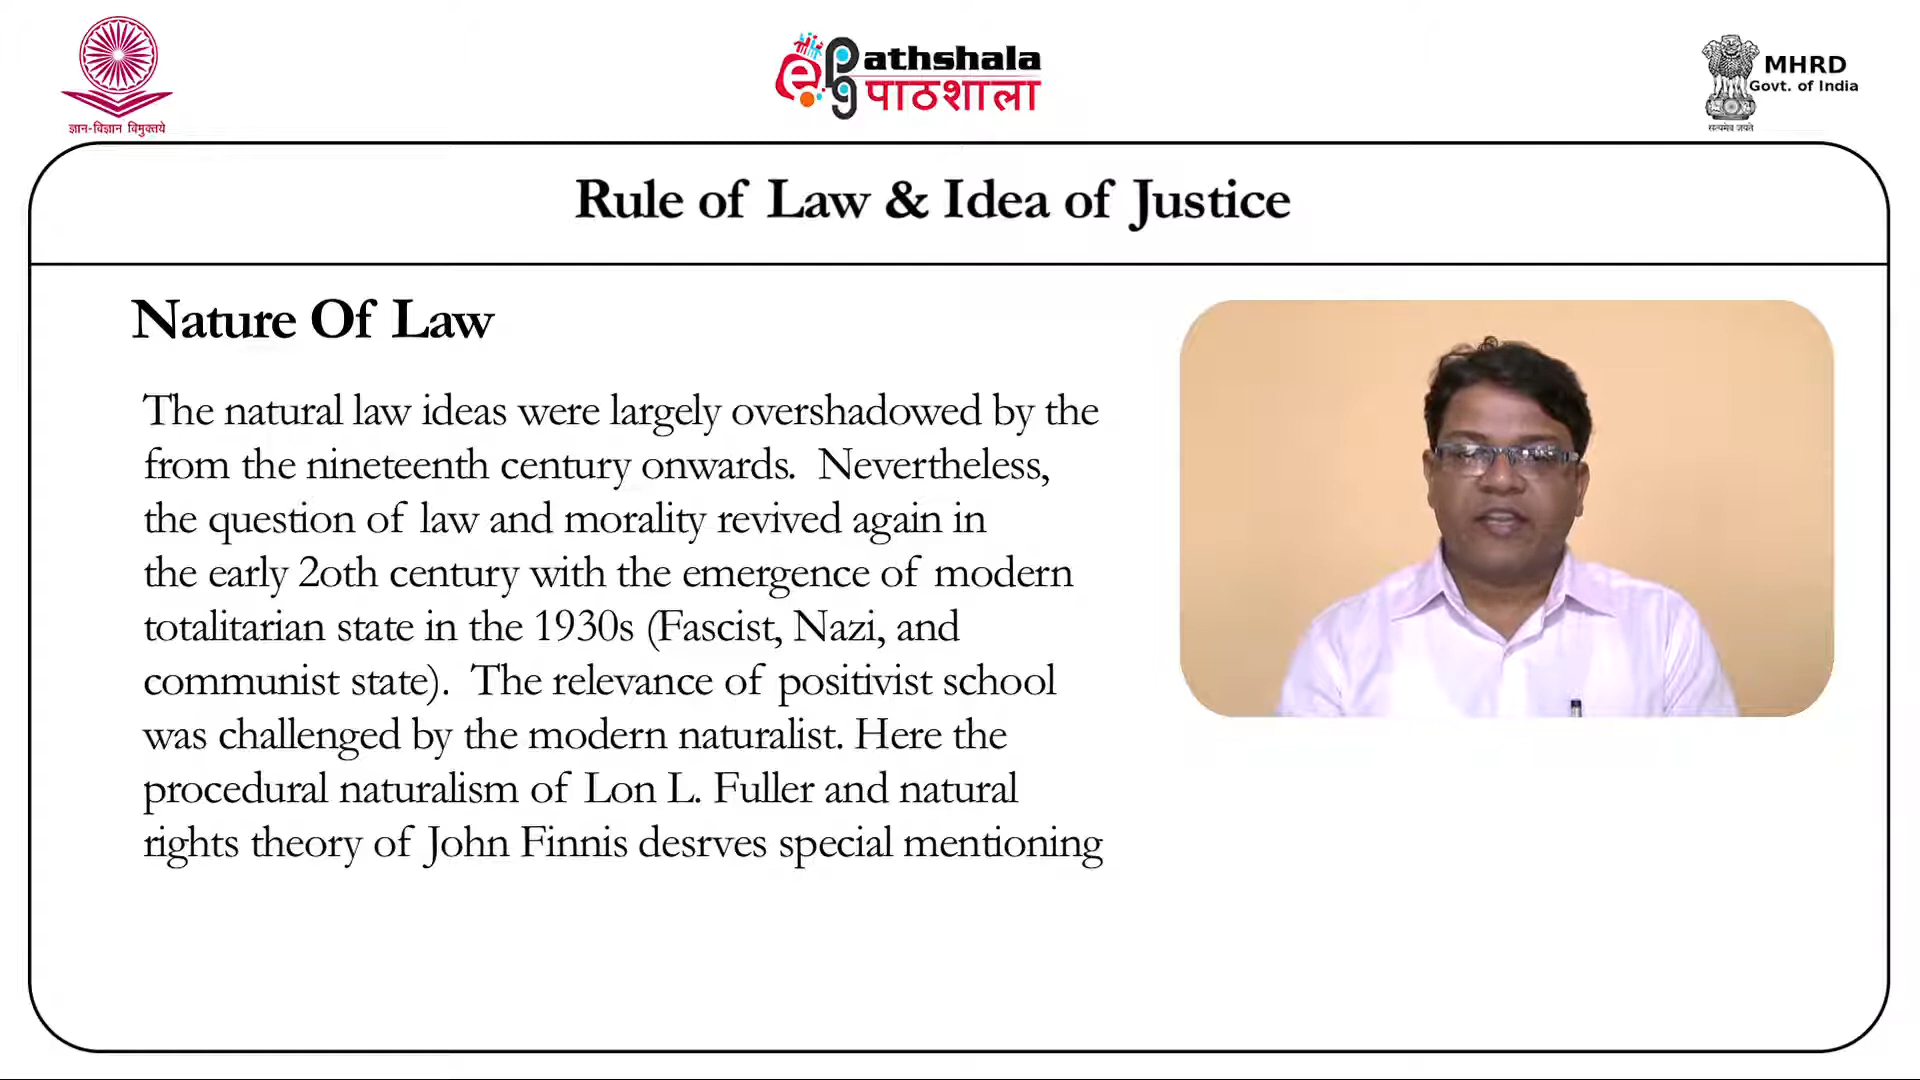 ज्ञान-विज्ञान विमुक्तये
ePG athshala
पाठशाला
MHRD
Govt. of India
सत्यमेव जयते
Rule of Law & Idea of Justice
Nature Of Law
The natural law ideas were largely overshadowed by the
from the nineteenth century onwards. Nevertheless,
the question of law and morality revived again in
the early 2oth century with the emergence of modern
totalitarian state in the 1930s (Fascist, Nazi, and
communist state). The relevance of positivist school
was challenged by the modern naturalist. Here the
procedural naturalism of Lon L. Fuller and natural
rights theory of John Finnis desrves special mentioning